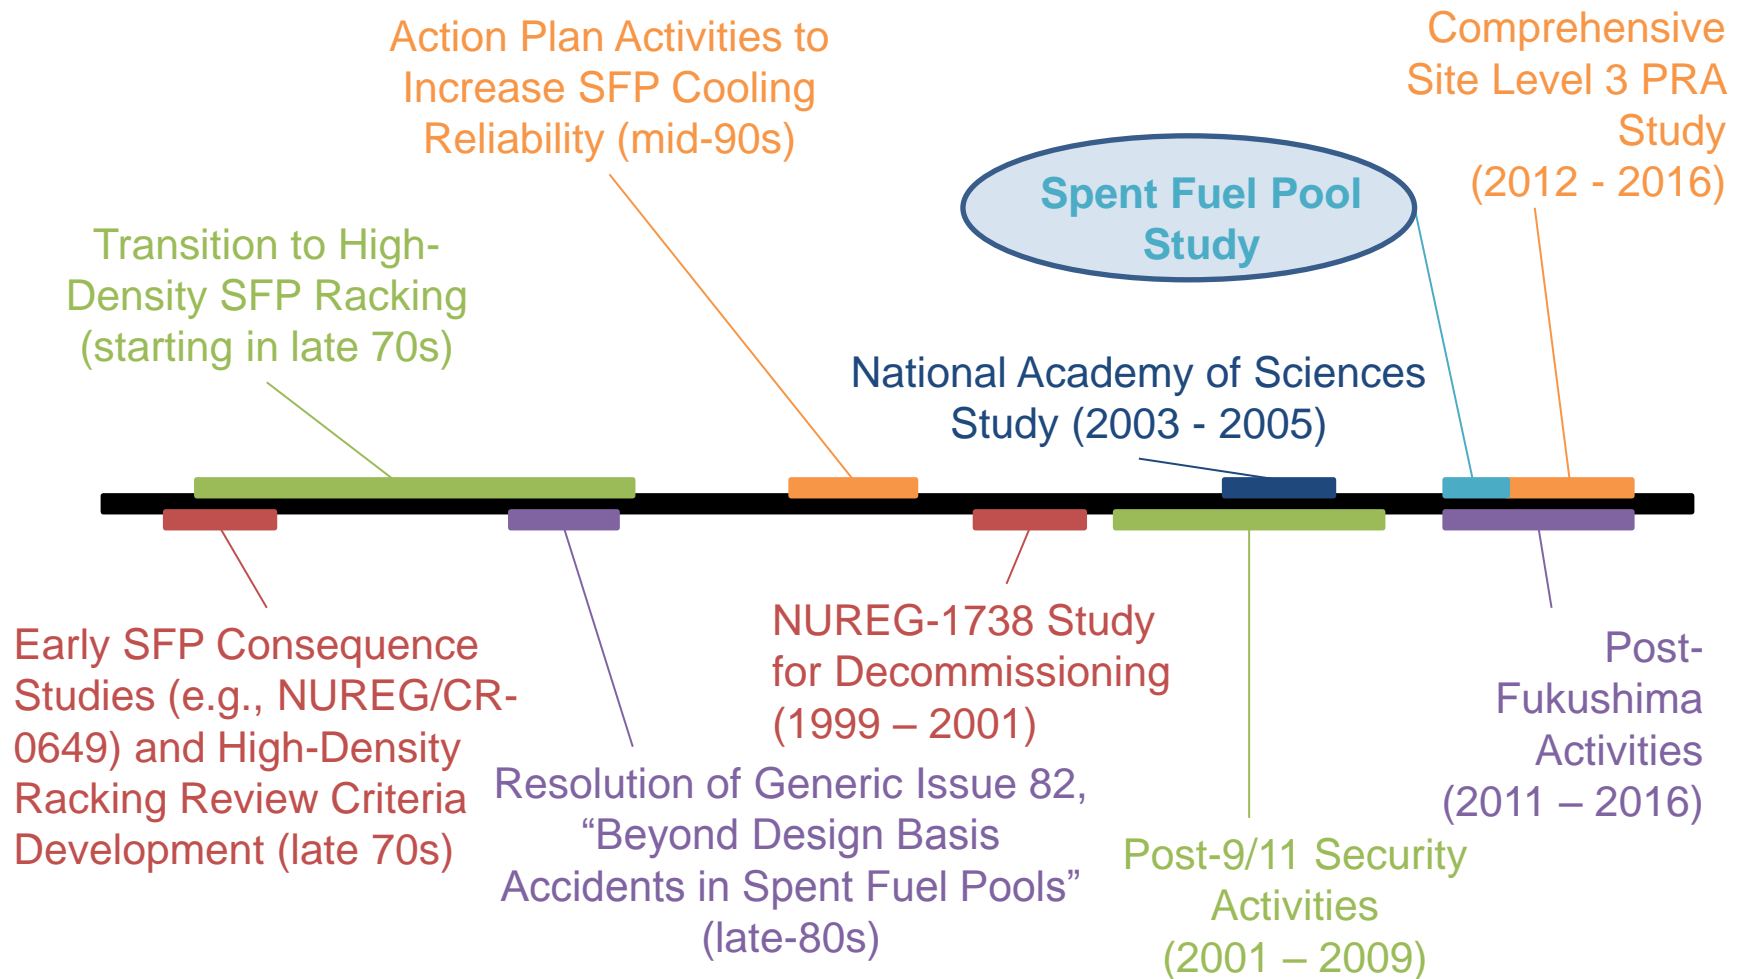 Action Plan Activities to
Increase SFP Cooling
Reliability (mid-90s)
Comprehensive
Site Level 3 PRA
Study
(2012 - 2016)
Spent Fuel Pool
Study
Transition to High-
Density SFP Racking
(starting in late 70s)
National Academy of Sciences
Study (2003 - 2005)
Early SFP Consequence
Studies (e.g., NUREG/CR-
0649) and High-Density
Racking Review Criteria
Development (late 70s)
Resolution of Generic Issue 82,
“Beyond Design Basis
Accidents in Spent Fuel Pools”
(late-80s)
NUREG-1738 Study
for Decommissioning
(1999 – 2001)
Post-9/11 Security
Activities
(2001 – 2009)
Post-
Fukushima
Activities
(2011 – 2016)